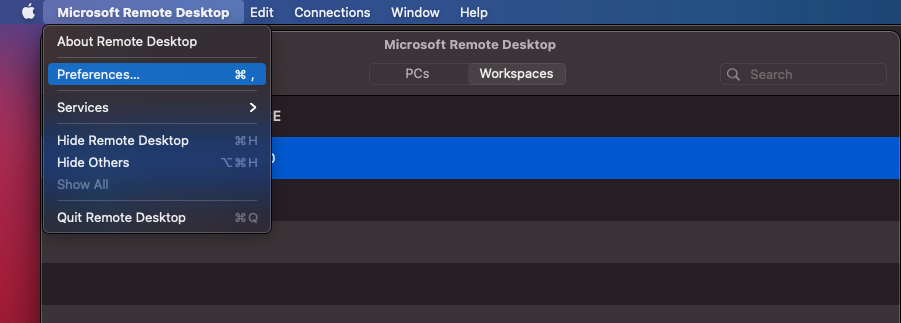 Microsoft Remote Desktop Edit Connections Window Help
About Remote Desktop
Microsoft Remote Desktop
Preferences... ⌘ ,
PCs Workspaces Search
Services
E
Hide Remote Desktop ⌘H
Hide Others ⌥⌘H
Show All
Quit Remote Desktop ⌘Q